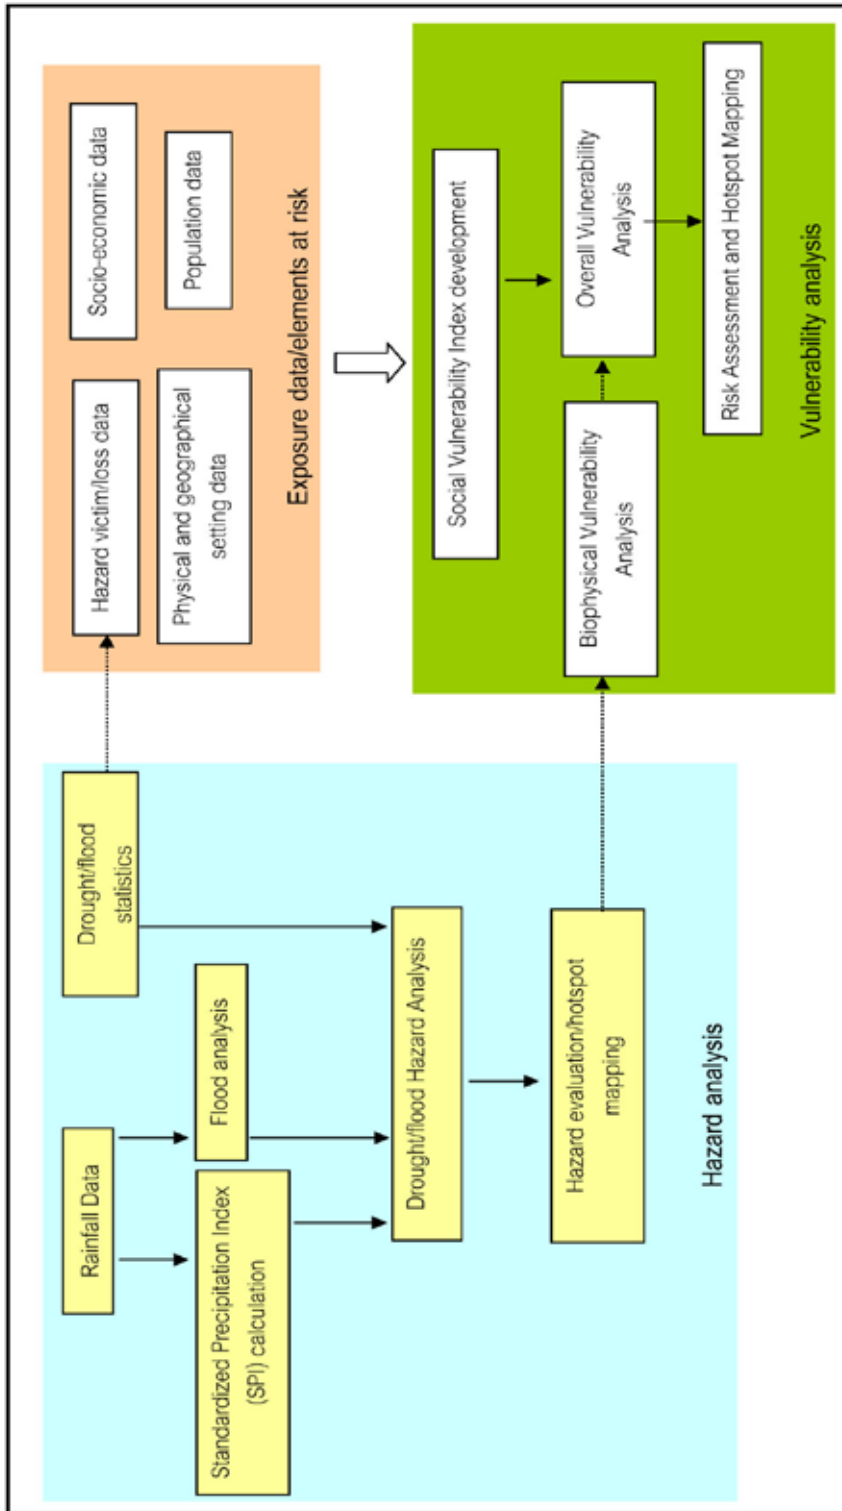 Rainfall Data
Drought/flood
statistics
Standardized Precipitation Index
(SPI) calculation
Flood analysis
Drought/flood Hazard Analysis
Hazard evaluation/hotspot
mapping
Hazard analysis
Hazard victim/loss data
Socio-economic data
Physical and geographical
setting data
Population data
Exposure data/elements at risk
Social Vulnerability Index development
Biophysical Vulnerability
Analysis
Overall Vulnerability
Analysis
Risk Assessment and Hotspot Mapping
Vulnerability analysis